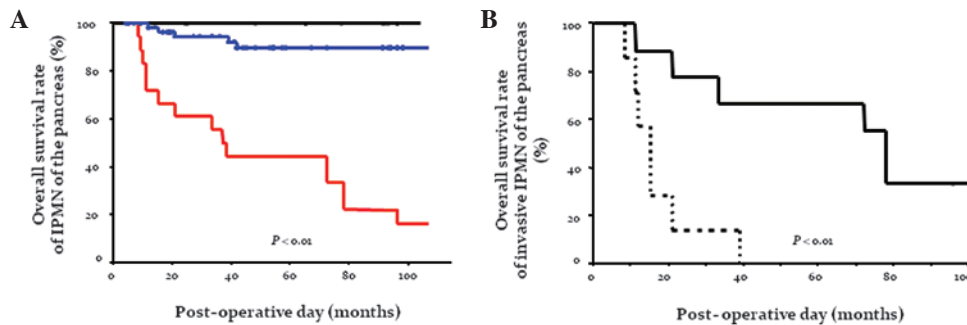 A
Overall survival rate
of IPMN of the pancreas (%)
100
80
60
40
20
0
P < 0.01
0 20 40 60 80 100
Post-operative day (months)
B
Overall survival rate
of invasive IPMN of the pancreas
(%)
100
80
60
40
20
0
P < 0.01
0 20 40 60 80 100
Post- operative day (months)